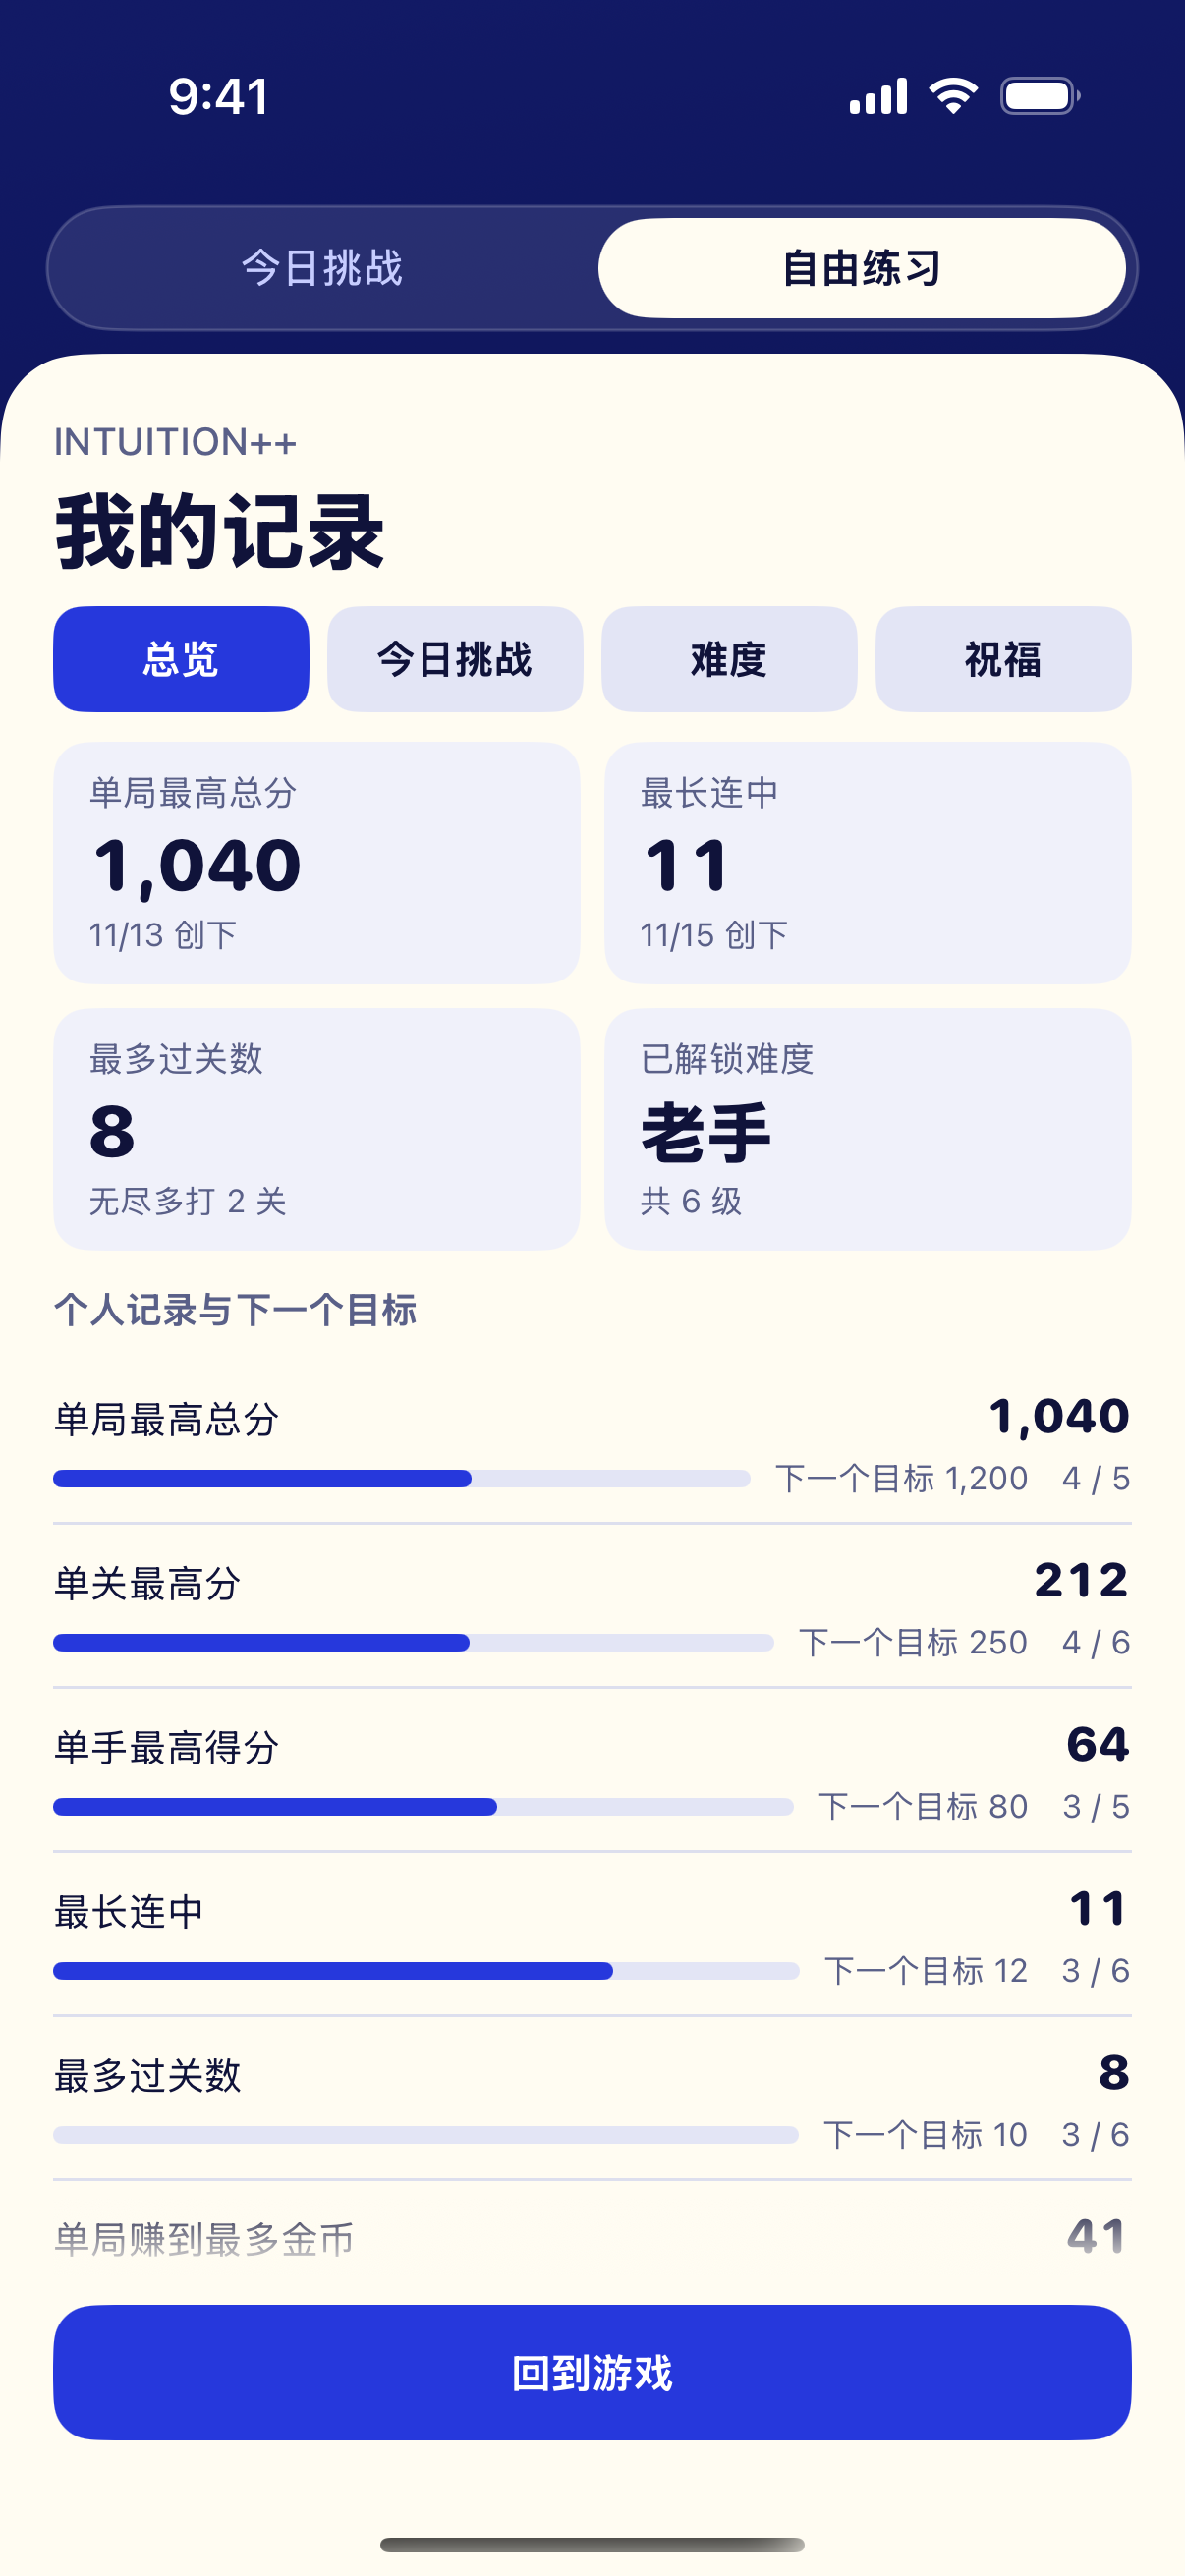 9:41
今日挑战
自由练习
INTUITION++
我的记录
总览
今日挑战
难度
祝福
单局最高总分
1,040
11/13 创下
最长连中
11
11/15 创下
最多过关数
8
无尽多打 2 关
已解锁难度
老手
共 6 级
个人记录与下一个目标
单局最高总分
1,040
下一个目标 1,200 4 / 5
单关最高分
212
下一个目标 250 4 / 6
单手最高得分
64
下一个目标 80 3 / 5
最长连中
11
下一个目标 12 3 / 6
最多过关数
8
下一个目标 10 3 / 6
单局赚到最多金币
41
回到游戏